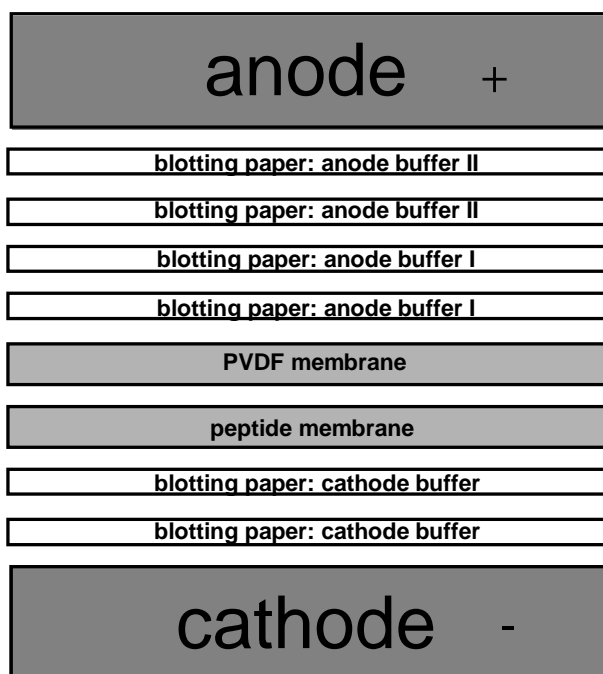 anode +
blotting paper: anode buffer II
blotting paper: anode buffer II
blotting paper: anode buffer I
blotting paper: anode buffer I
PVDF membrane
peptide membrane
blotting paper: cathode buffer
blotting paper: cathode buffer
cathode -